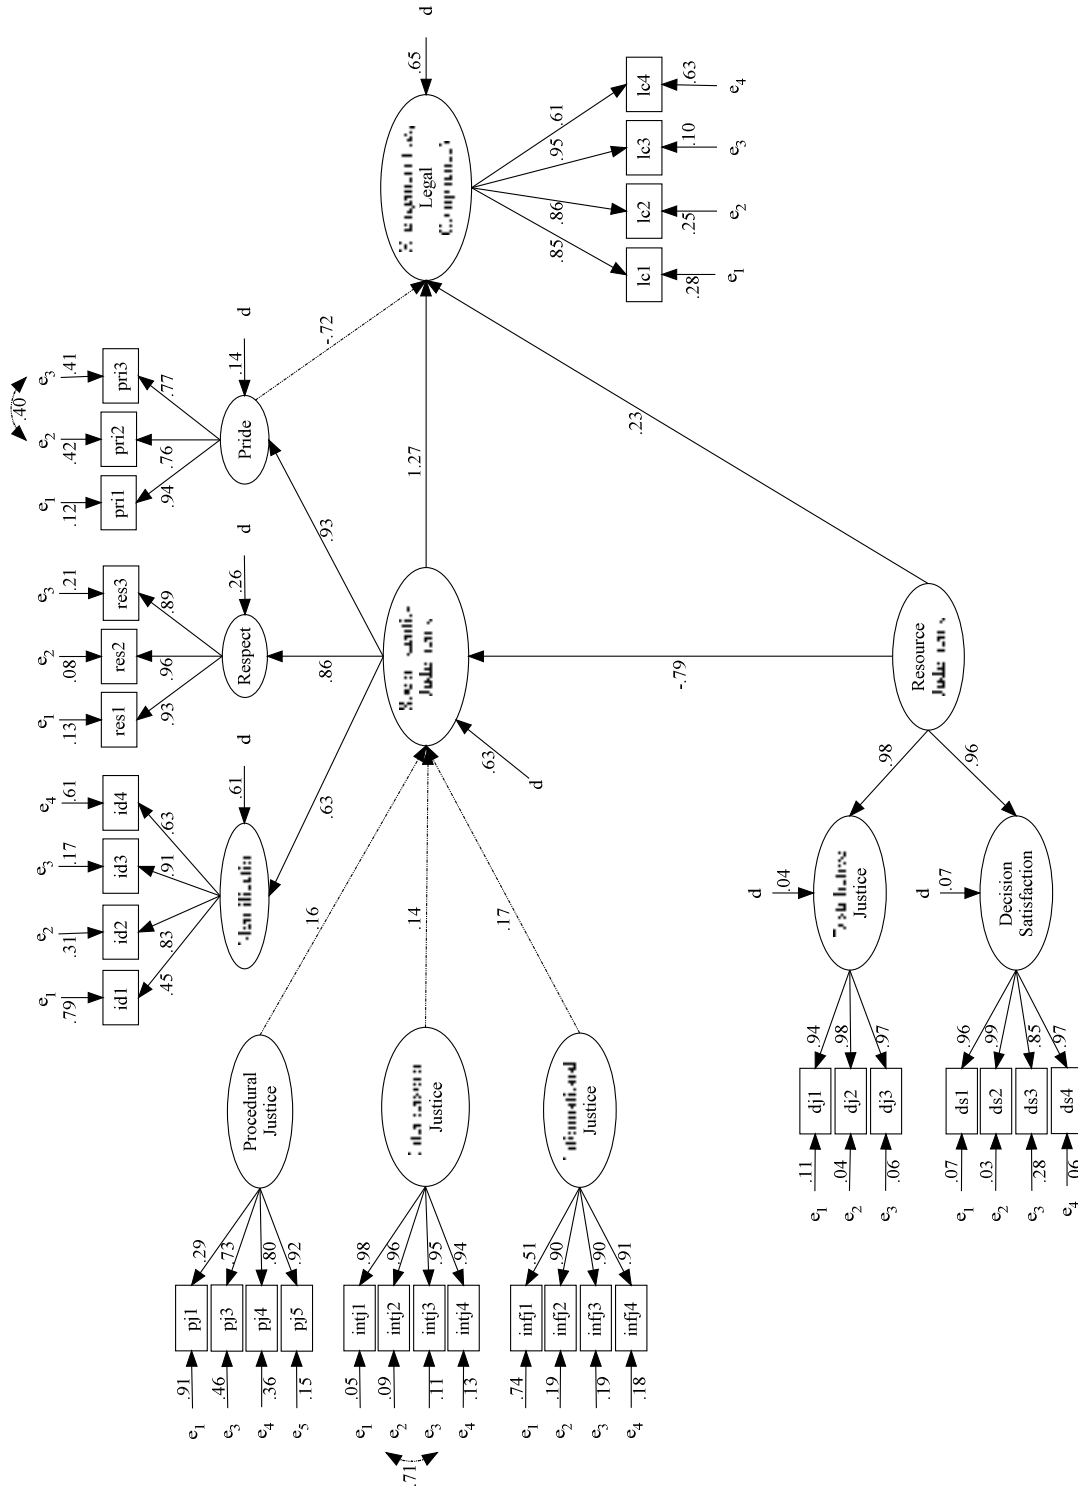 .40
e1
e2
e3
.12
.42
.41
pri1
pri2
pri3
.94
.76
.77
Pride
.14
d
e1
e2
e3
.13
.08
.21
res1
res2
res3
.93
.96
.89
Respect
.26
d
e1
e2
e3
e4
.79
.31
.17
.61
id1
id2
id3
id4
.45
.83
.91
.63
.61
d
.63
.86
.93
-.72
e1
e3
e4
e5
.91
.46
.36
.15
pj1
pj3
pj4
pj5
.29
.73
.80
.92
Procedural
Justice
.16
.71
e1
e2
e3
e4
.05
.09
.11
.13
intj1
intj2
intj3
intj4
.98
.96
.95
.94
Justice
.14
e1
e2
e3
e4
.74
.19
.19
.18
infj1
infj2
infj3
infj4
.51
.90
.90
.91
Justice
.17
.63
d
1.27
Legal
.65
d
.85
.86
.95
.61
lc1
lc2
lc3
lc4
.28
.25
.10
.63
e1
e2
e3
e4
-.79
.23
Resource
.98
.96
e1
e2
e3
.11
.04
.06
dj1
dj2
dj3
.94
.98
.97
Justice
.04
d
e1
e2
e3
e4
.07
.03
.28
.06
ds1
ds2
ds3
ds4
.96
.99
.85
.97
Decision
Satisfaction
.07
d